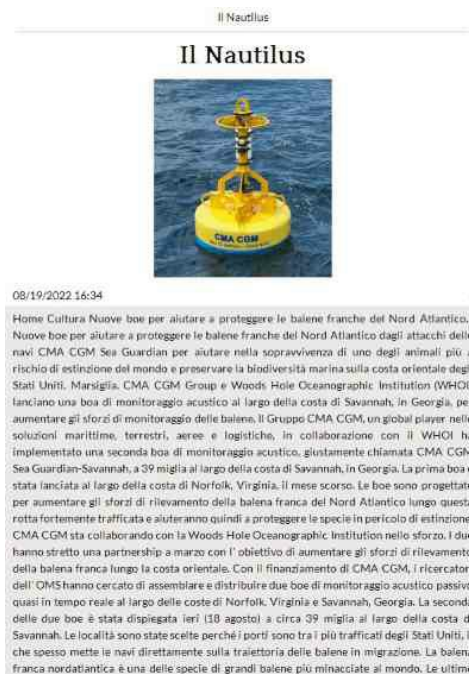 Il Nautilus
Il Nautilus
CMA CGM
08/19/2022 16:34
Home Cultura Nuove boe per aiutare a proteggere le balene franche del Nord Atlantico.
Nuove boe per aiutare a proteggere le balene franche del Nord Atlantico dagli attacchi delle
navi CMA CGM Sea Guardian per aiutare nella sopravvivenza di uno degli animali più a
rischio di estinzione del mondo e preservare la biodiversità marina sulla costa orientale degli
Stati Uniti. Marsiglia. CMA CGM Group e Woods Hole Oceanographic Institution (WHOI)
lanciano una boa di monitoraggio acustico al largo della costa di Savannah, in Georgia, per
aumentare gli sforzi di monitoraggio delle balene. Il Gruppo CMA CGM, un global player nelle
soluzioni marittime, terrestri, aeree e logistiche, in collaborazione con il WHOI ha
implementato una seconda boa di monitoraggio acustico, giustamente chiamata CMA CGM
Sea Guardian-Savannah, a 39 miglia al largo della costa di Savannah, in Georgia. La prima boa è
stata lanciata al largo della costa di Norfolk, Virginia, il mese scorso. Le boe sono progettate
per aumentare gli sforzi di rilevamento della balena franca del Nord Atlantico lungo questa
rotta fortemente trafficata e aiuteranno quindi a proteggere le specie in pericolo di estinzione.
CMA CGM sta collaborando con la Woods Hole Oceanographic Institution nello sforzo. I due
hanno stretto una partnership a marzo con l' obiettivo di aumentare gli sforzi di rilevamento
della balena franca lungo la costa orientale. Con il finanziamento di CMA CGM, i ricercatori
dell' OMS hanno cercato di assemblare e distribuire due boe di monitoraggio acustico passivo
quasi in tempo reale al largo delle coste di Norfolk. Virginia e Savannah, Georgia. La seconda
delle due boe è stata dispiegata ieri (18 agosto) a circa 39 miglia al largo della costa di
Savannah. Le località sono state scelte perché i porti sono tra i più trafficati degli Stati Uniti, il
che spesso mette le navi direttamente sulla traiettoria delle balene in migrazione. La balena
franca nordatlantica è una delle specie di grandi balene più minacciate al mondo. Le ultime